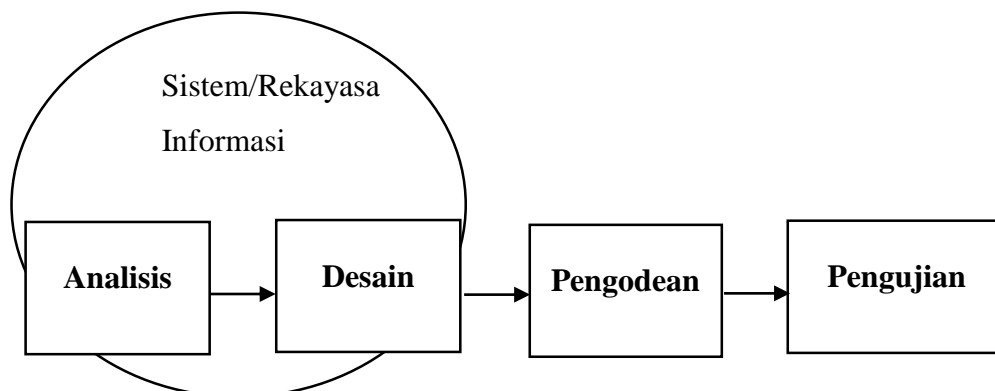 Sistem/Rekayasa
Informasi
Analisis
Desain
Pengodean
Pengujian